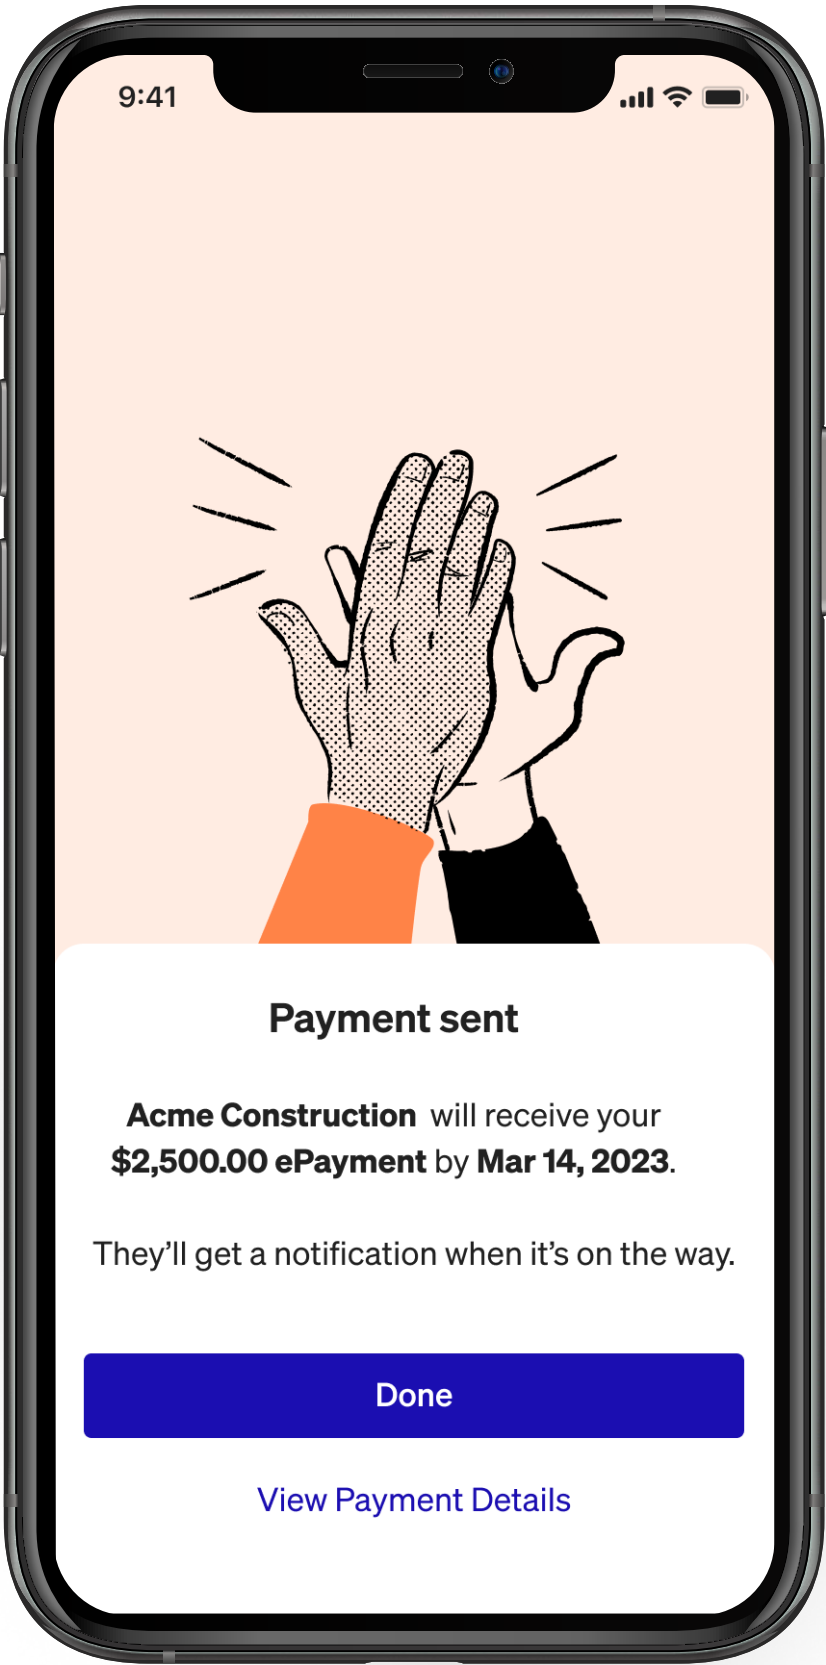 9:41
Payment sent
Acme Construction will receive your
$2,500.00 ePayment by Mar 14, 2023.
They’ll get a notification when it’s on the way.
Done
View Payment Details